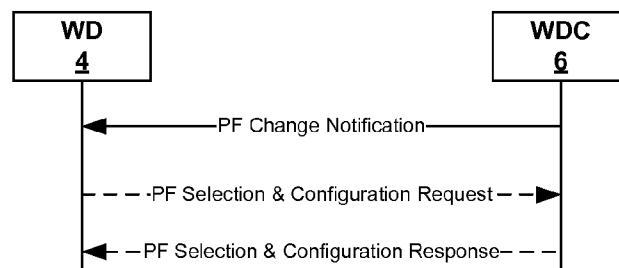 WD
4
WDC
6
PF Change Notification
PF Selection & Configuration Request
PF Selection & Configuration Response